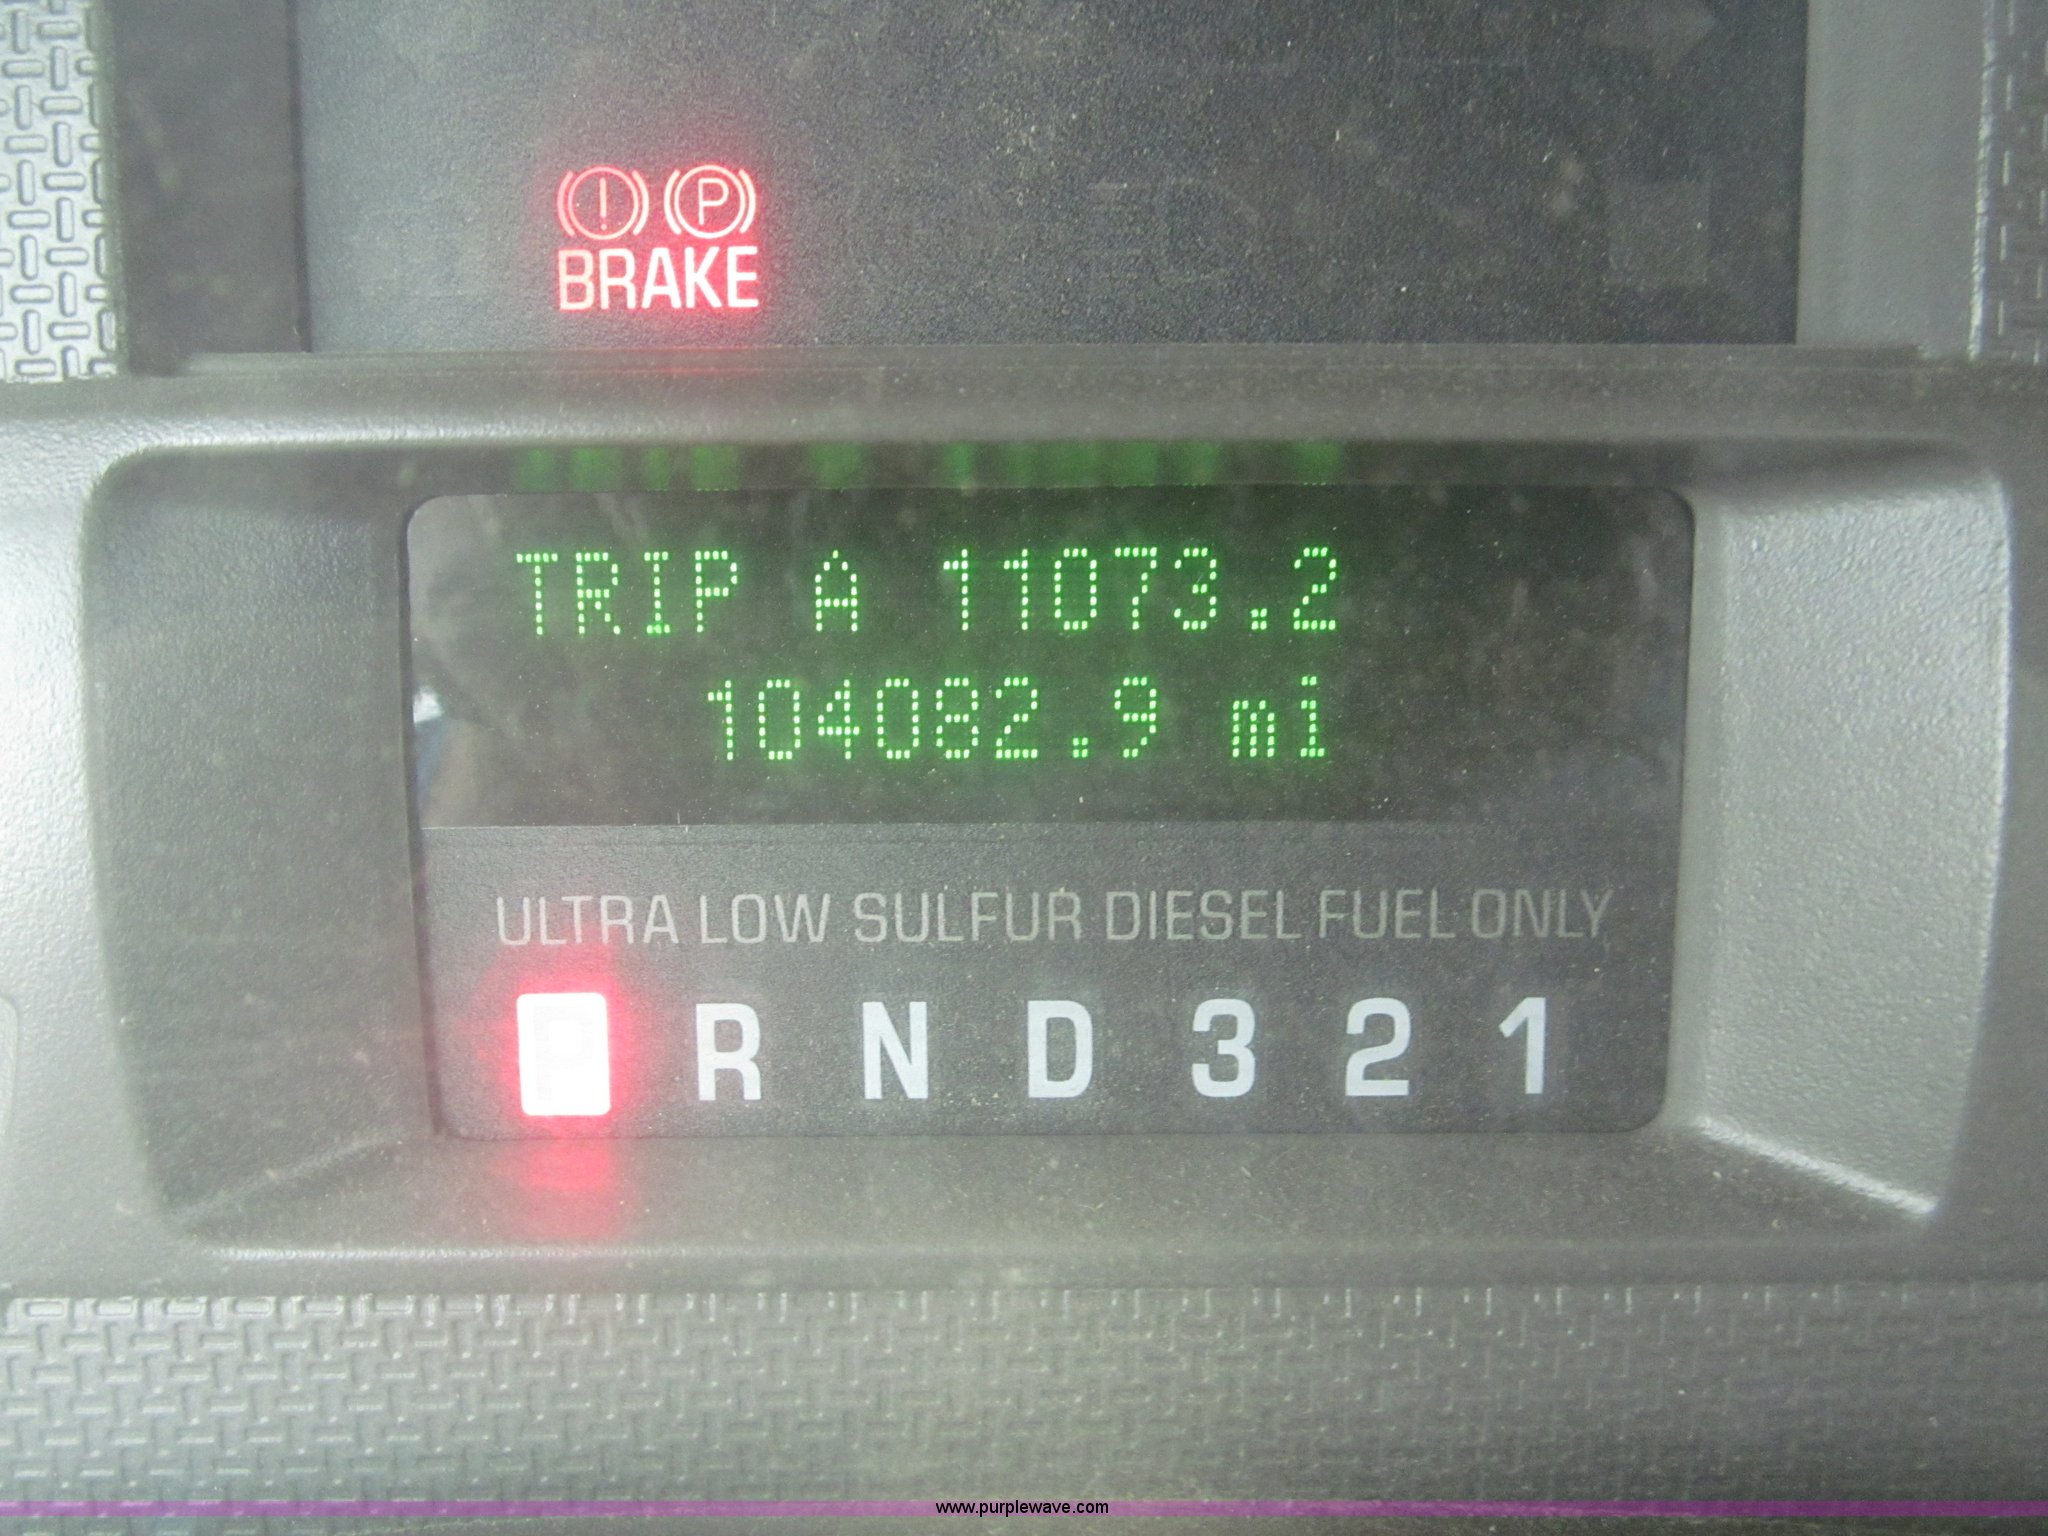 BRAKE
TRIP A 11073.2
104082.9 mi
ULTRA LOW SULFUR DIESEL FUEL ONLY
P R N D 3 2 1
www.purplewave.com